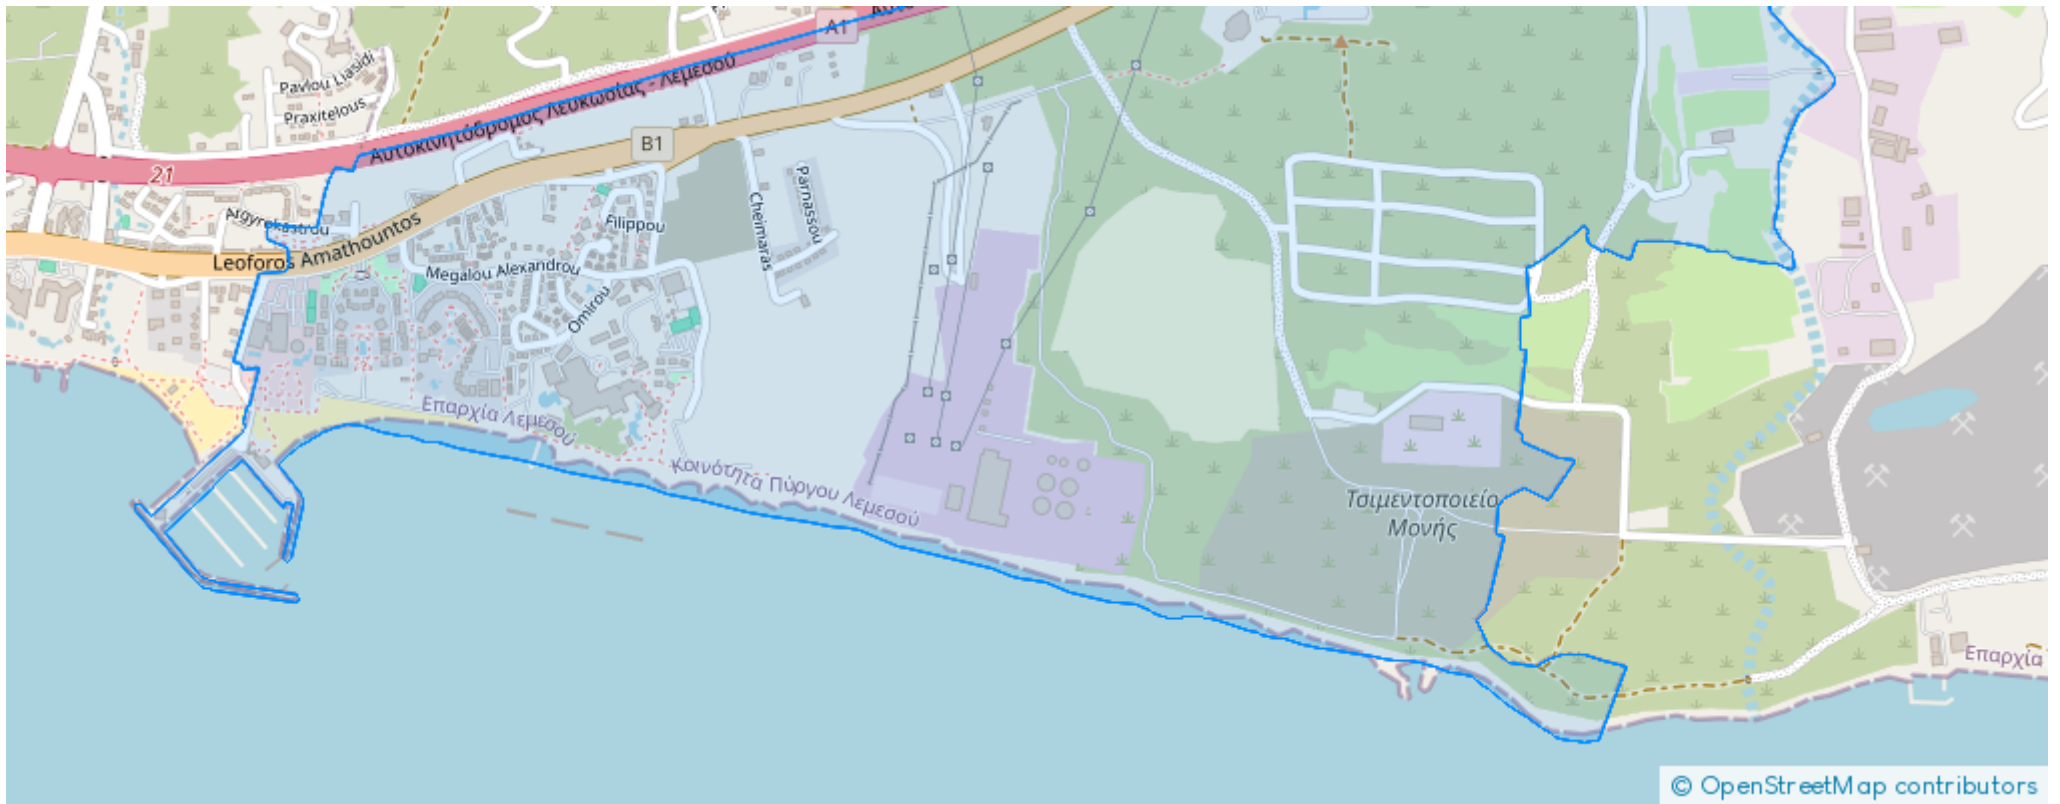 A1
Αυτοκινητόδρομος Λευκωσίας - Λεμεσού
Pavlou Liasidi
Praxitelous
B1
21
Argyrokastrou
Leoforos Amathountos
Parnassou
Cheimaras
Filippou
Megalou Alexandrou
Omirou
Επαρχία Λεμεσού
Κοινότητα Πύργου Λεμεσού
Τσιμεντοποιείο
Μονής
Επαρχία
© OpenStreetMap contributors